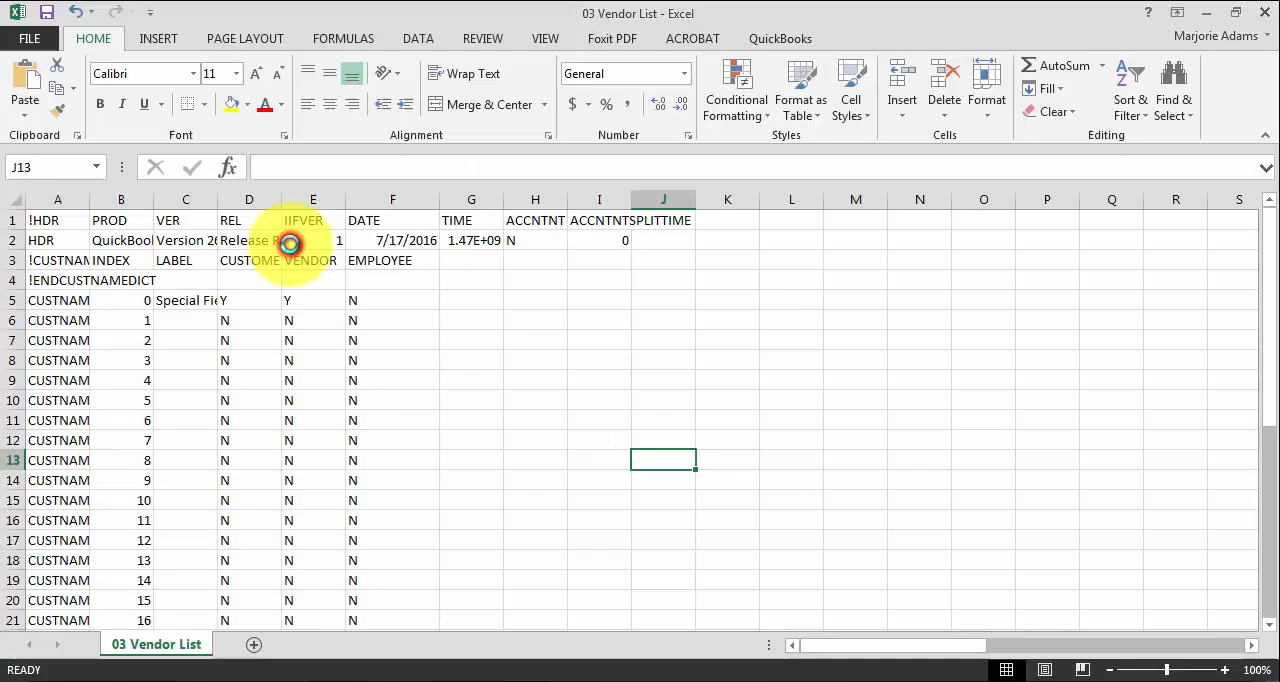 03 Vendor List - Excel
?
FILE HOME INSERT PAGE LAYOUT FORMULAS DATA REVIEW VIEW Foxit PDF ACROBAT QuickBooks
Marjorie Adams
Paste
Calibri 11
B I U
Wrap Text
Merge & Center
General
$ % ,
Conditional Formatting
Format as Table
Cell Styles
Insert
Delete
Format
AutoSum
Fill
Clear
Sort & Filter
Find & Select
Clipboard Font Alignment Number Styles Cells Editing
J13 fx
A B C D E F G H I J K L M N O P Q R S
1 !HDR PROD VER REL IIFVER DATE TIME ACCNTNT ACCNTNTSPLITTIME
2 HDR QuickBoo Version 26 Release 1 7/17/2016 1.47E+09 N 0
3 !CUSTNAM INDEX LABEL CUSTOME VENDOR EMPLOYEE
4 !ENDCUSTNAMEDICT
5 CUSTNAM 0 Special Fie Y Y N
6 CUSTNAM 1 N N N
7 CUSTNAM 2 N N N
8 CUSTNAM 3 N N N
9 CUSTNAM 4 N N N
10 CUSTNAM 5 N N N
11 CUSTNAM 6 N N N
12 CUSTNAM 7 N N N
13 CUSTNAM 8 N N N
14 CUSTNAM 9 N N N
15 CUSTNAM 10 N N N
16 CUSTNAM 11 N N N
17 CUSTNAM 12 N N N
18 CUSTNAM 13 N N N
19 CUSTNAM 14 N N N
20 CUSTNAM 15 N N N
21 CUSTNAM 16 N N N
03 Vendor List
READY 100%